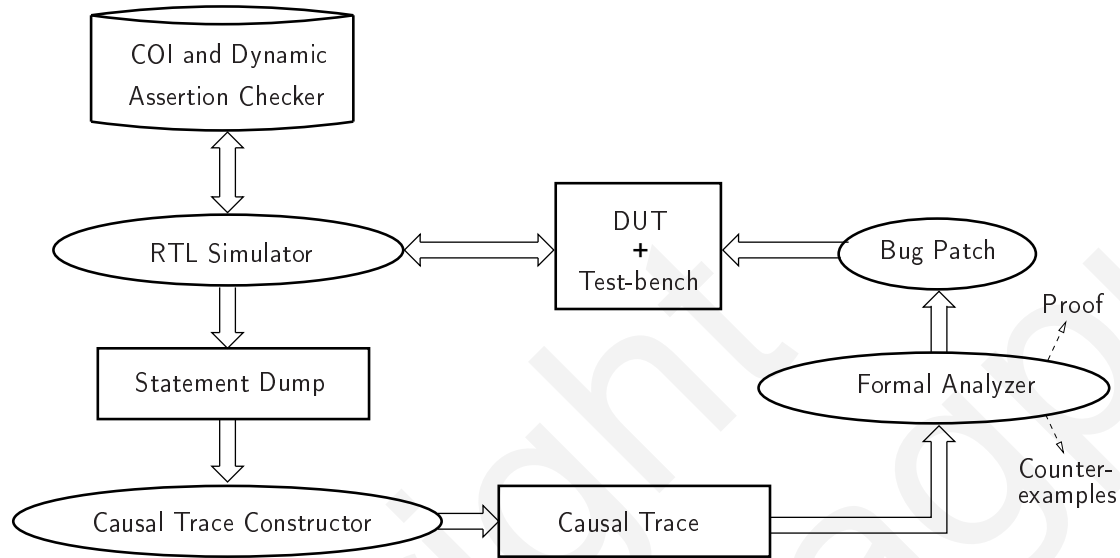 COI and Dynamic
Assertion Checker
RTL Simulator
DUT
+
Test-bench
Bug Patch
Proof
Statement Dump
Formal Analyzer
Counter-
examples
Causal Trace Constructor
Causal Trace